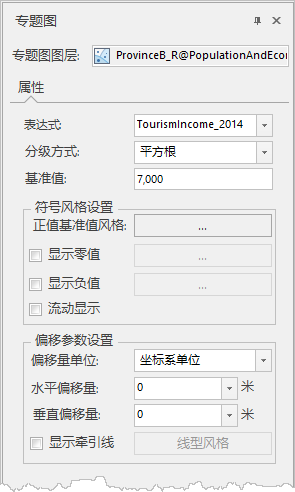 专题图
专题图图层: ProvinceB_R@PopulationAndEcon
属性
表达式: TourismIncome_2014
分级方式: 平方根
基准值: 7,000
符号风格设置
正值基准值风格: ...
显示零值 ...
显示负值 ...
流动显示
偏移参数设置
偏移量单位: 坐标系单位
水平偏移量: 0 米
垂直偏移量: 0 米
显示牵引线 线型风格